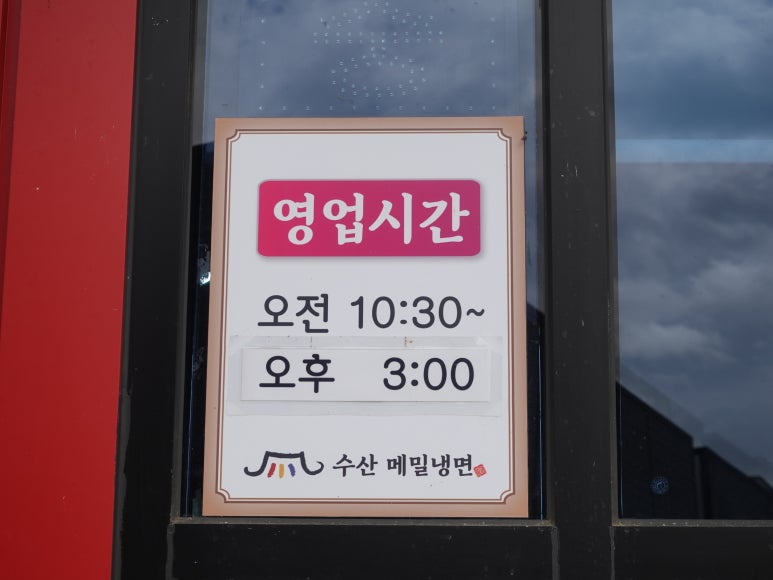 영업시간
오전 10:30~
오후 3:00
수산 메밀냉면